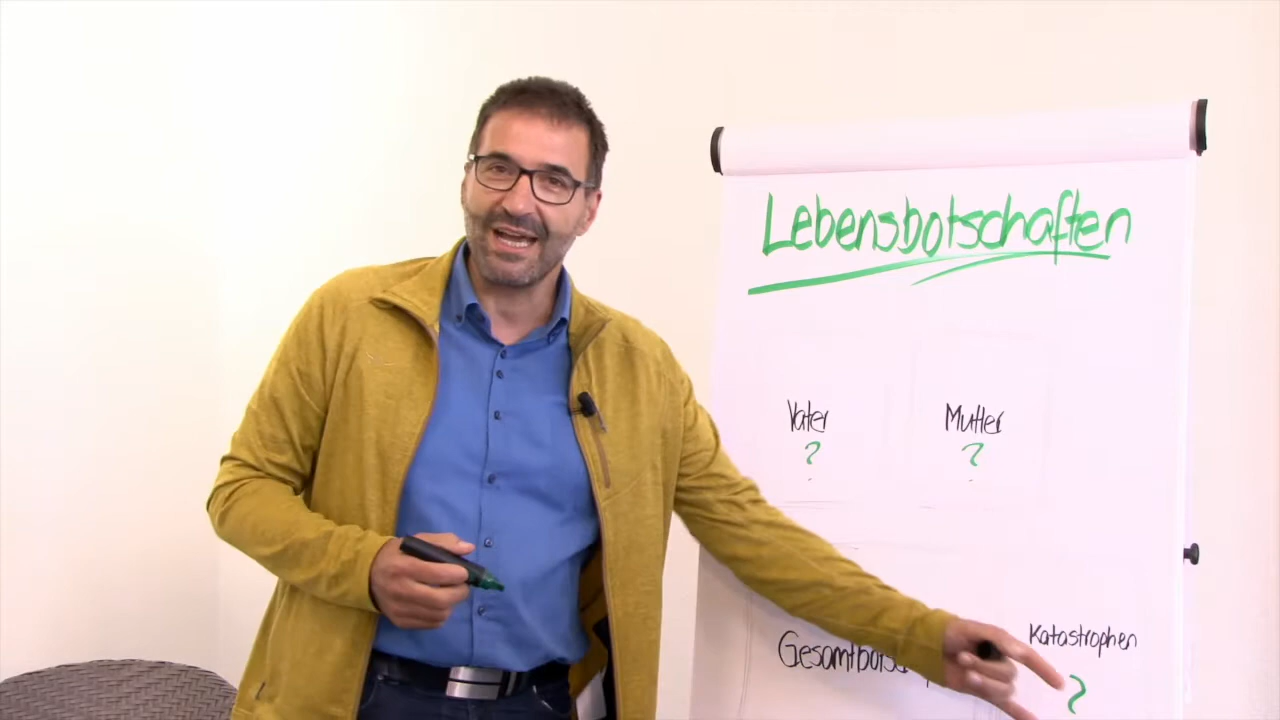 Lebensbotschaften
Vater Mutter
? ?
Katastrophen
?